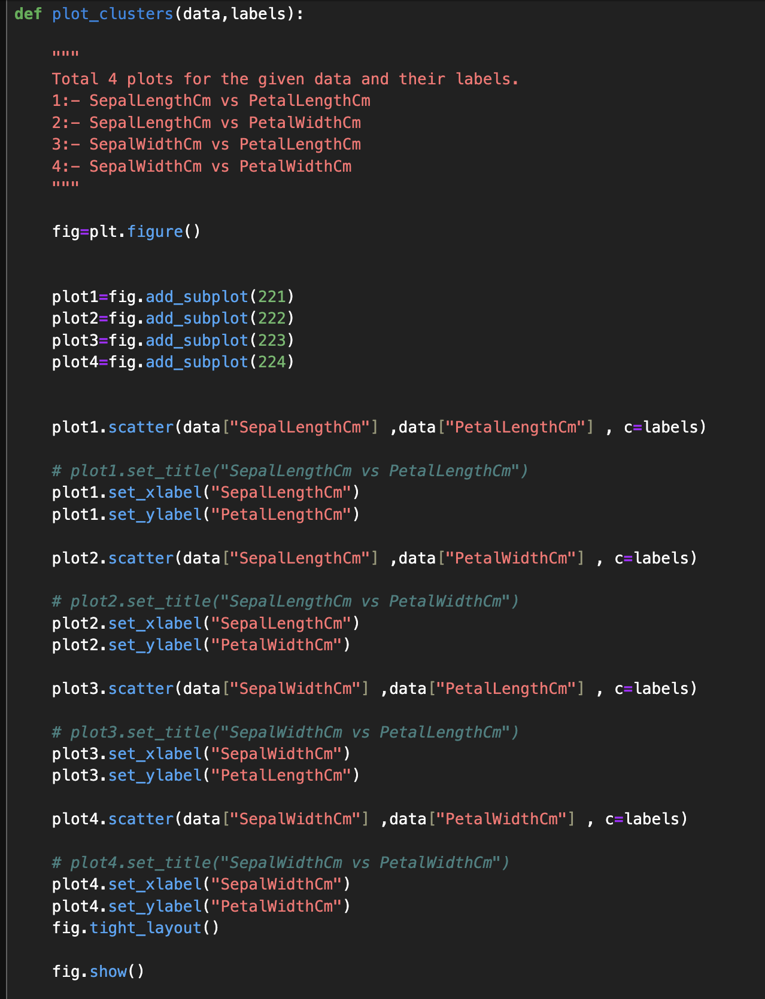 def plot_clusters(data,labels):
"""
Total 4 plots for the given data and their labels.
1:- SepalLengthCm vs PetalLengthCm
2:- SepalLengthCm vs PetalWidthCm
3:- SepalWidthCm vs PetalLengthCm
4:- SepalWidthCm vs PetalWidthCm
"""
fig=plt.figure()
plot1=fig.add_subplot(221)
plot2=fig.add_subplot(222)
plot3=fig.add_subplot(223)
plot4=fig.add_subplot(224)
plot1.scatter(data["SepalLengthCm"] ,data["PetalLengthCm"] , c=labels)
# plot1.set_title("SepalLengthCm vs PetalLengthCm")
plot1.set_xlabel("SepalLengthCm")
plot1.set_ylabel("PetalLengthCm")
plot2.scatter(data["SepalLengthCm"] ,data["PetalWidthCm"] , c=labels)
# plot2.set_title("SepalLengthCm vs PetalWidthCm")
plot2.set_xlabel("SepalLengthCm")
plot2.set_ylabel("PetalWidthCm")
plot3.scatter(data["SepalWidthCm"] ,data["PetalLengthCm"] , c=labels)
# plot3.set_title("SepalWidthCm vs PetalLengthCm")
plot3.set_xlabel("SepalWidthCm")
plot3.set_ylabel("PetalLengthCm")
plot4.scatter(data["SepalWidthCm"] ,data["PetalWidthCm"] , c=labels)
# plot4.set_title("SepalWidthCm vs PetalWidthCm")
plot4.set_xlabel("SepalWidthCm")
plot4.set_ylabel("PetalWidthCm")
fig.tight_layout()
fig.show()